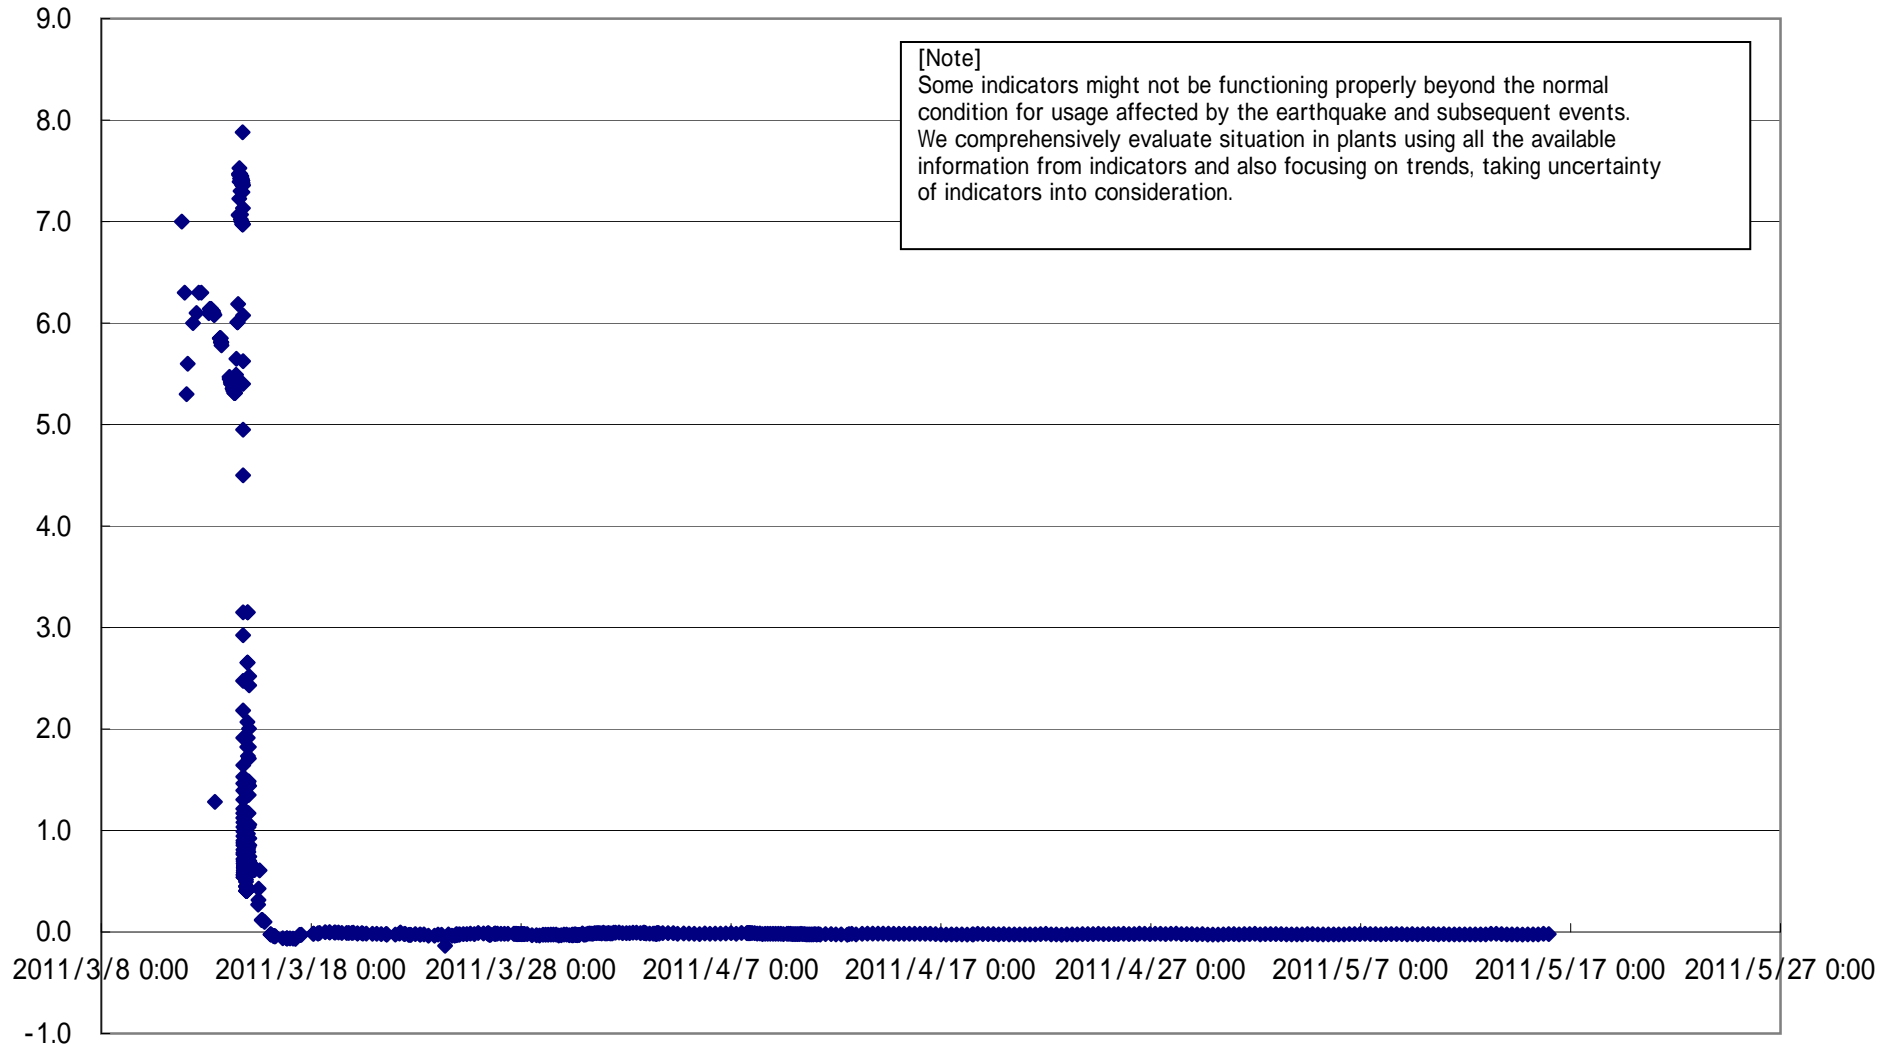 9.0
[Note]
Some indicators might not be functioning properly beyond the normal
condition for usage affected by the earthquake and subsequent events.
We comprehensively evaluate situation in plants using all the available
information from indicators and also focusing on trends, taking uncertainty
of indicators into consideration.
8.0
7.0
6.0
5.0
4.0
3.0
2.0
1.0
0.0
2011/3/8 0:00 2011/3/18 0:00 2011/3/28 0:00 2011/4/7 0:00 2011/4/17 0:00 2011/4/27 0:00 2011/5/7 0:00 2011/5/17 0:00 2011/5/27 0:00
-1.0